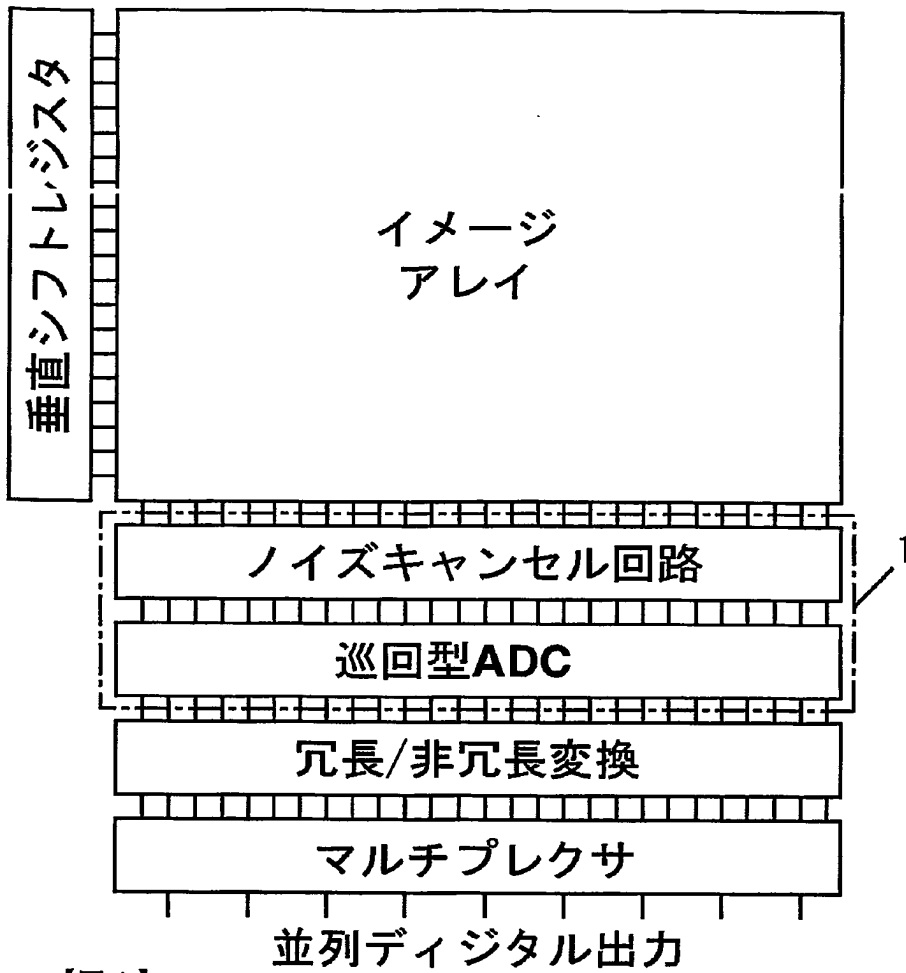 垂直シフトレジスタ
イメージ
アレイ
ノイズキャンセル回路
1
巡回型ADC
冗長/非冗長変換
マルチプレクサ
並列ディジタル出力